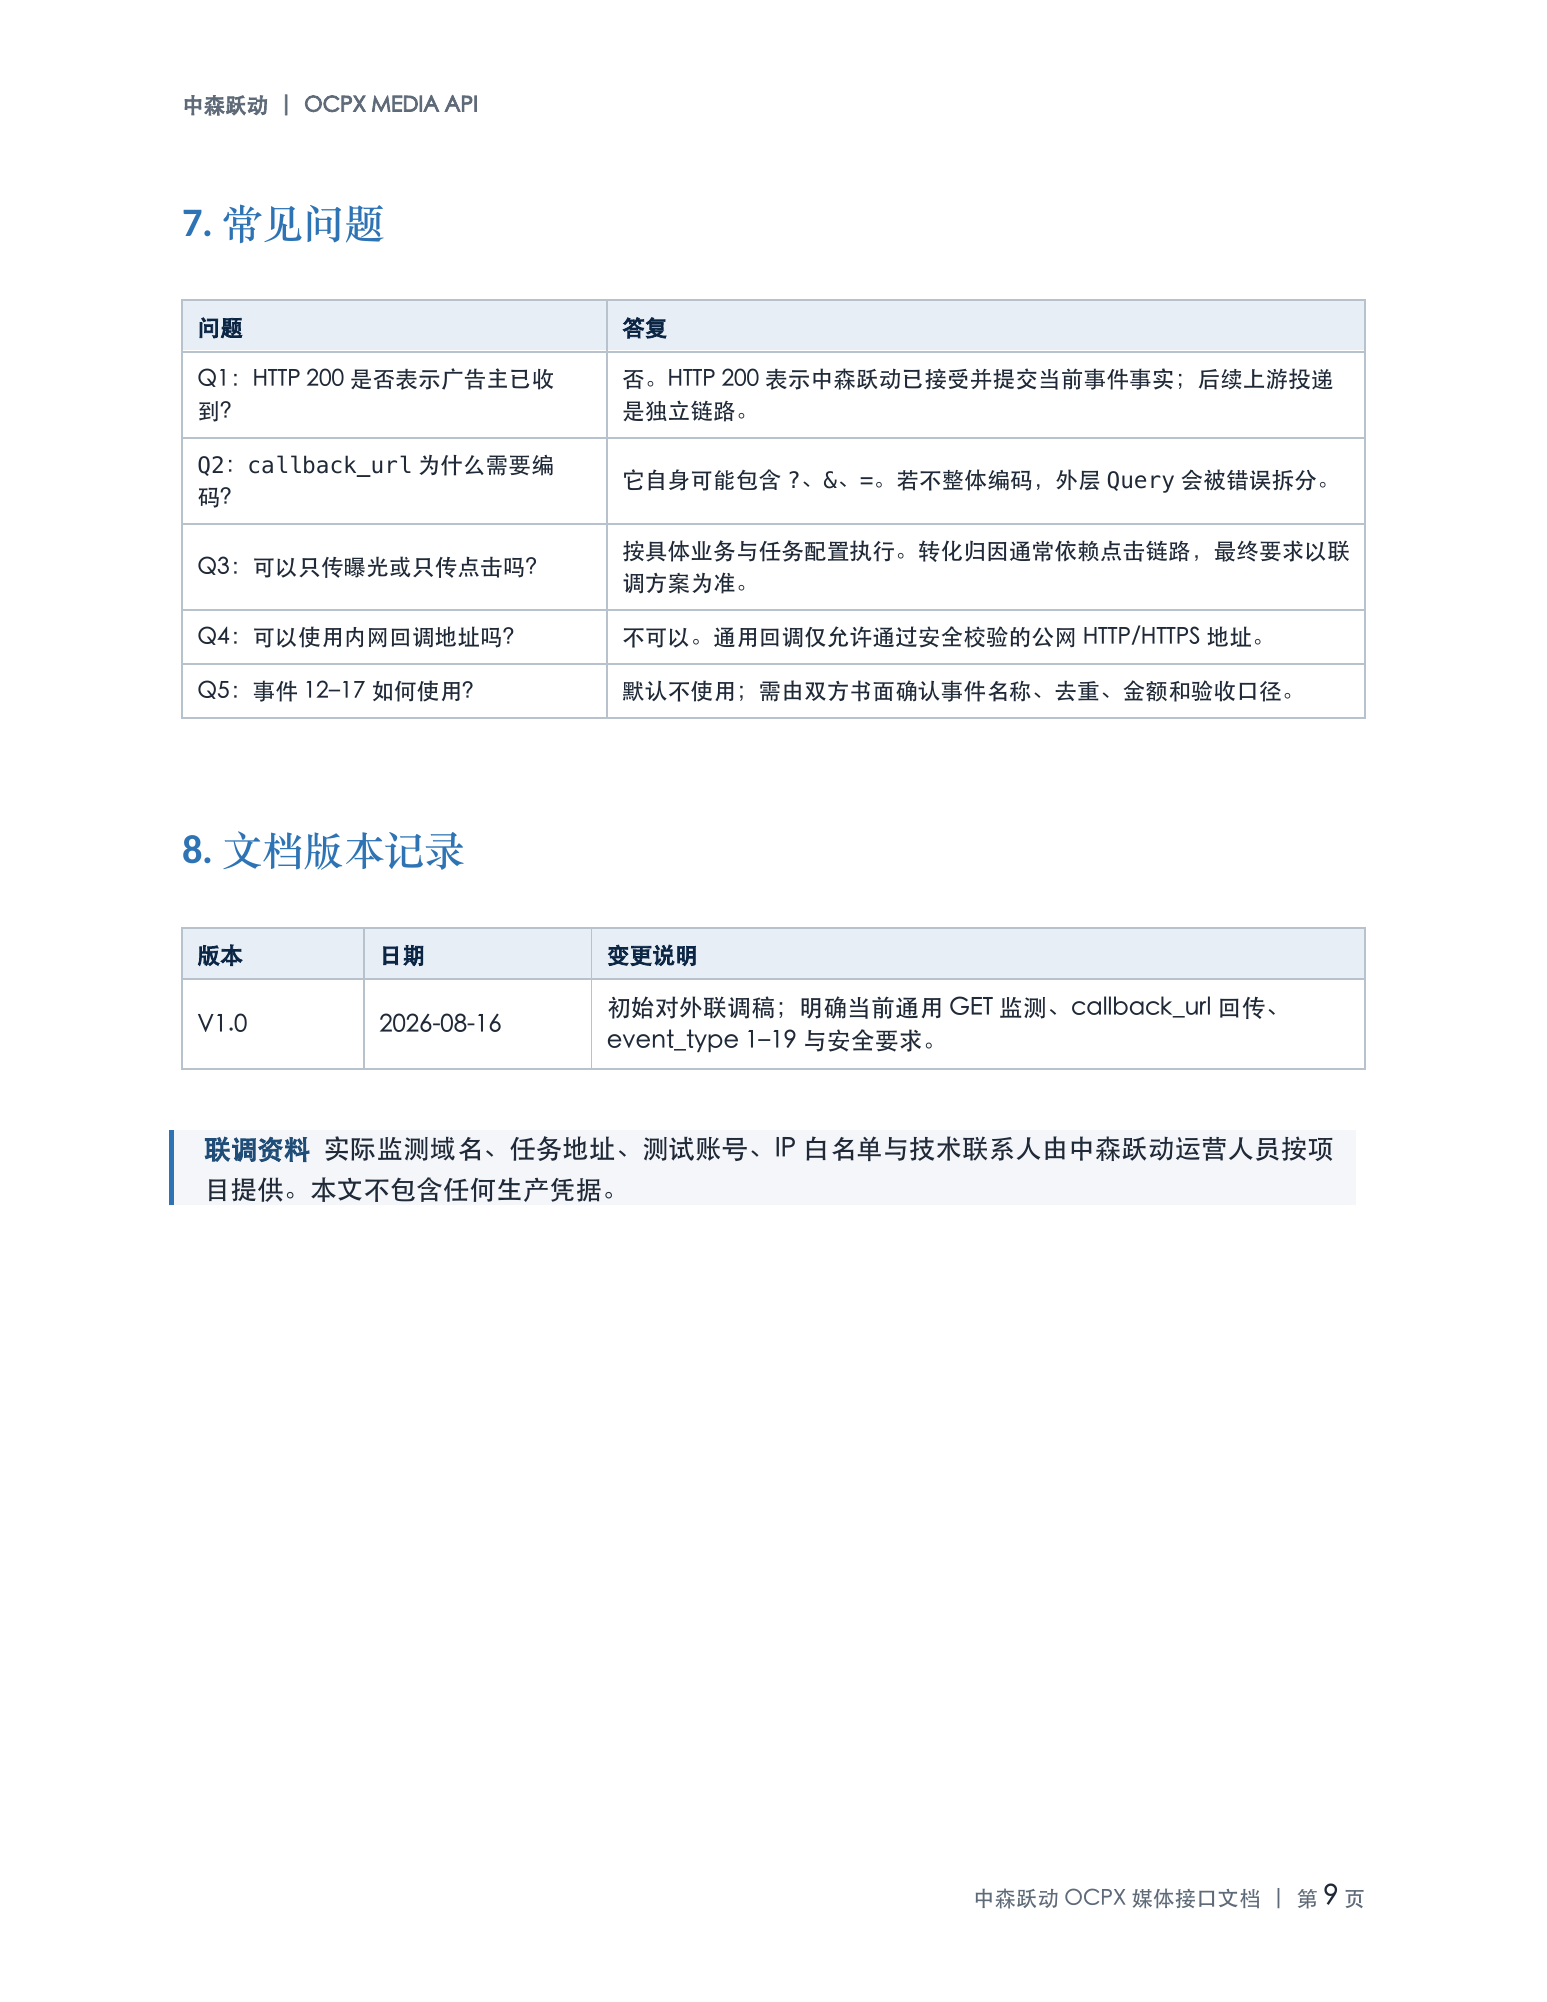 中森跃动 | OCPX MEDIA API
7. 常见问题
问题 答复
Q1：HTTP 200 是否表示广告主已收
到？
否。HTTP 200 表示中森跃动已接受并提交当前事件事实；后续上游投递
是独立链路。
Q2：callback_url 为什么需要编
码？
它自身可能包含 ?、&、=。若不整体编码，外层 Query 会被错误拆分。
Q3：可以只传曝光或只传点击吗？
按具体业务与任务配置执行。转化归因通常依赖点击链路，最终要求以联
调方案为准。
Q4：可以使用内网回调地址吗？
不可以。通用回调仅允许通过安全校验的公网 HTTP/HTTPS 地址。
Q5：事件 12–17 如何使用？
默认不使用；需由双方书面确认事件名称、去重、金额和验收口径。
8. 文档版本记录
版本 日期 变更说明
V1.0 2026-08-16
初始对外联调稿；明确当前通用 GET 监测、callback_url 回传、
event_type 1–19 与安全要求。
联调资料 实际监测域名、任务地址、测试账号、IP 白名单与技术联系人由中森跃动运营人员按项
目提供。本文不包含任何生产凭据。
中森跃动 OCPX 媒体接口文档 | 第 9 页